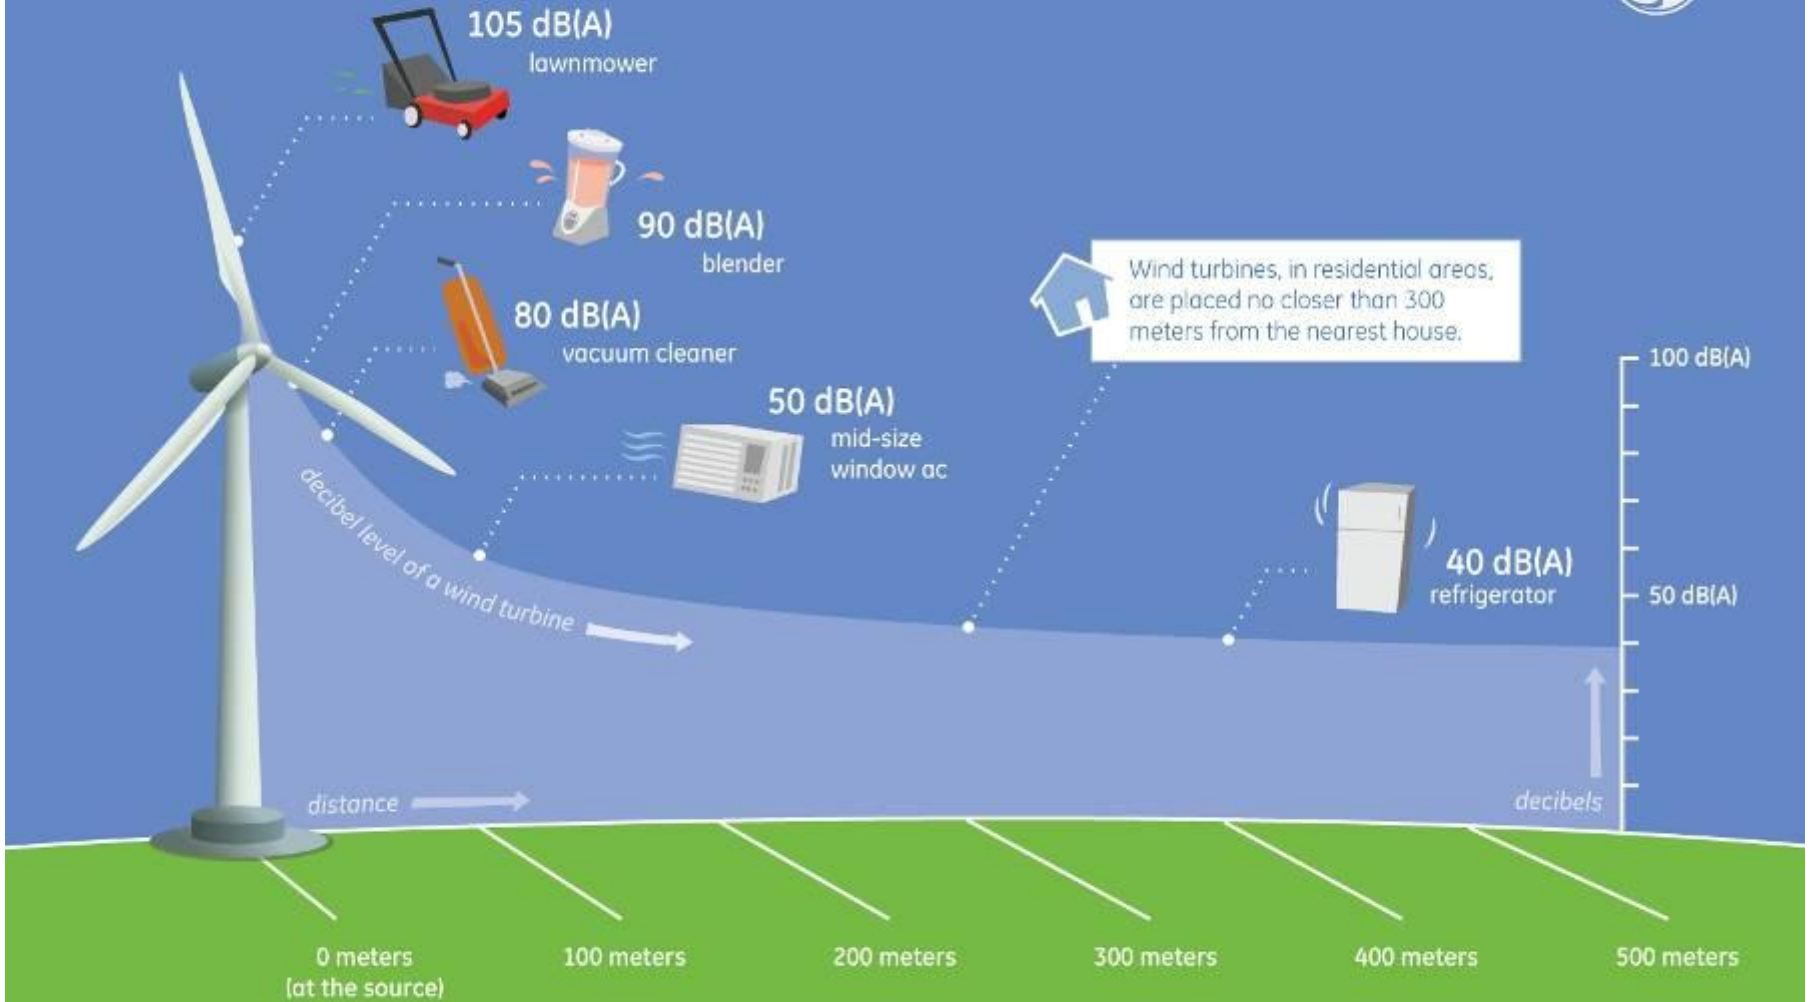 105 dB(A)
lawnmower
90 dB(A)
blender
80 dB(A)
vacuum cleaner
50 dB(A)
mid-size
window ac
Wind turbines, in residential areas,
are placed no closer than 300
meters from the nearest house.
100 dB(A)
40 dB(A)
refrigerator
50 dB(A)
decibel level of a wind turbine
distance
decibels
0 meters
(at the source)
100 meters
200 meters
300 meters
400 meters
500 meters